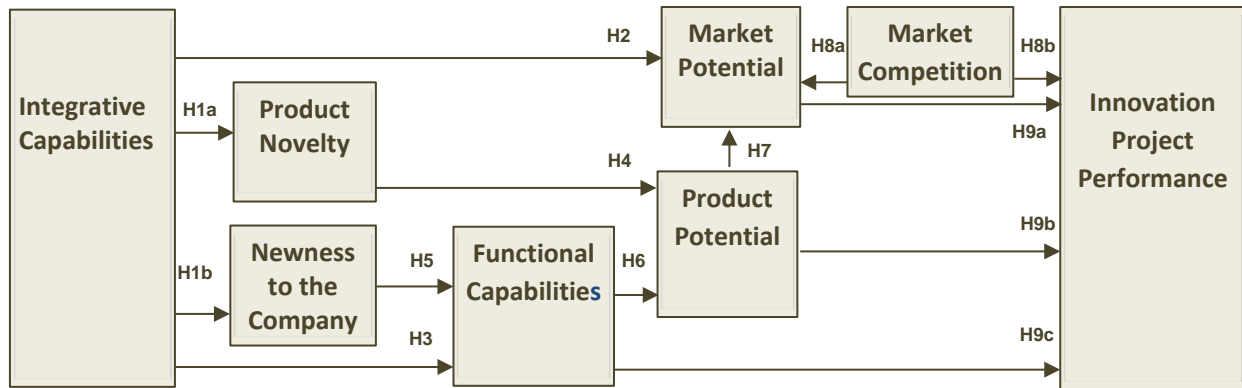 Integrative
Capabilities
H1a
Product
Novelty
H1b
Newness
to the
Company
H2
H3
H4
H5
Functional
Capabilities
H6
Market
Potential
H7
Product
Potential
H8a
Market
Competition
H8b
H9a
H9b
H9c
Innovation
Project
Performance